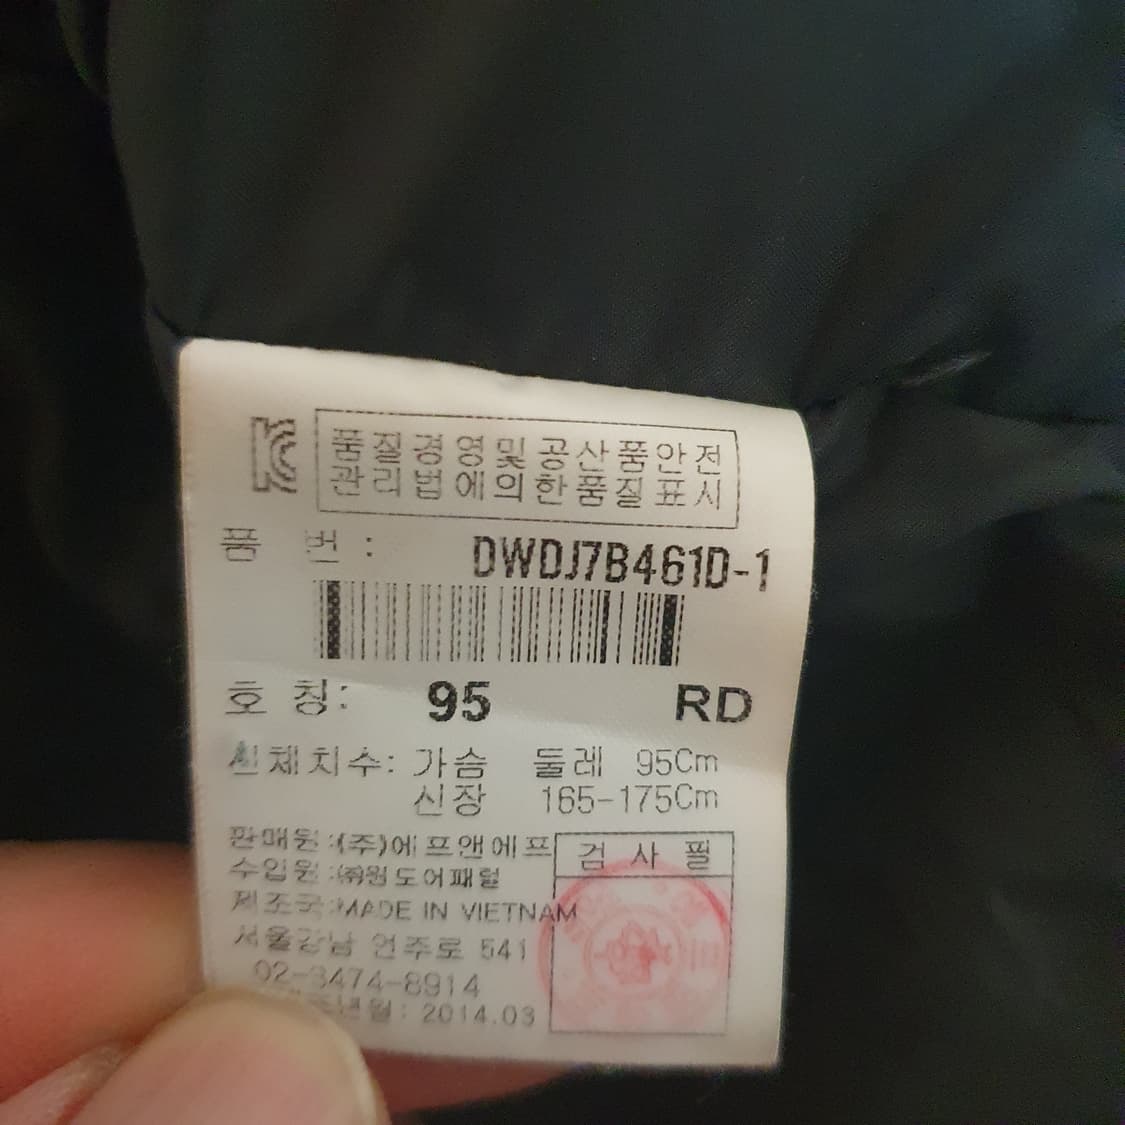 품질경영및공산품안전
관리법에의한품질표시
품 번 : DWDJ7B461D-1
호 칭: 95 RD
신체치수: 가슴 둘레 95Cm
신장 165-175Cm
판매원:(주)에프앤에프
검 사 필
수입원:㈜원도어패럴
제조국:MADE IN VIETNAM
서울강남 언주로 541
02-3474-8914
년월: 2014.03